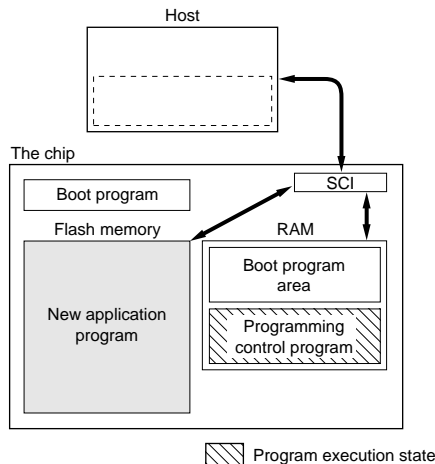 Host
The chip
SCI
Boot program
Flash memory
RAM
Boot program
area
New application
program
Programming
control program
Program execution state